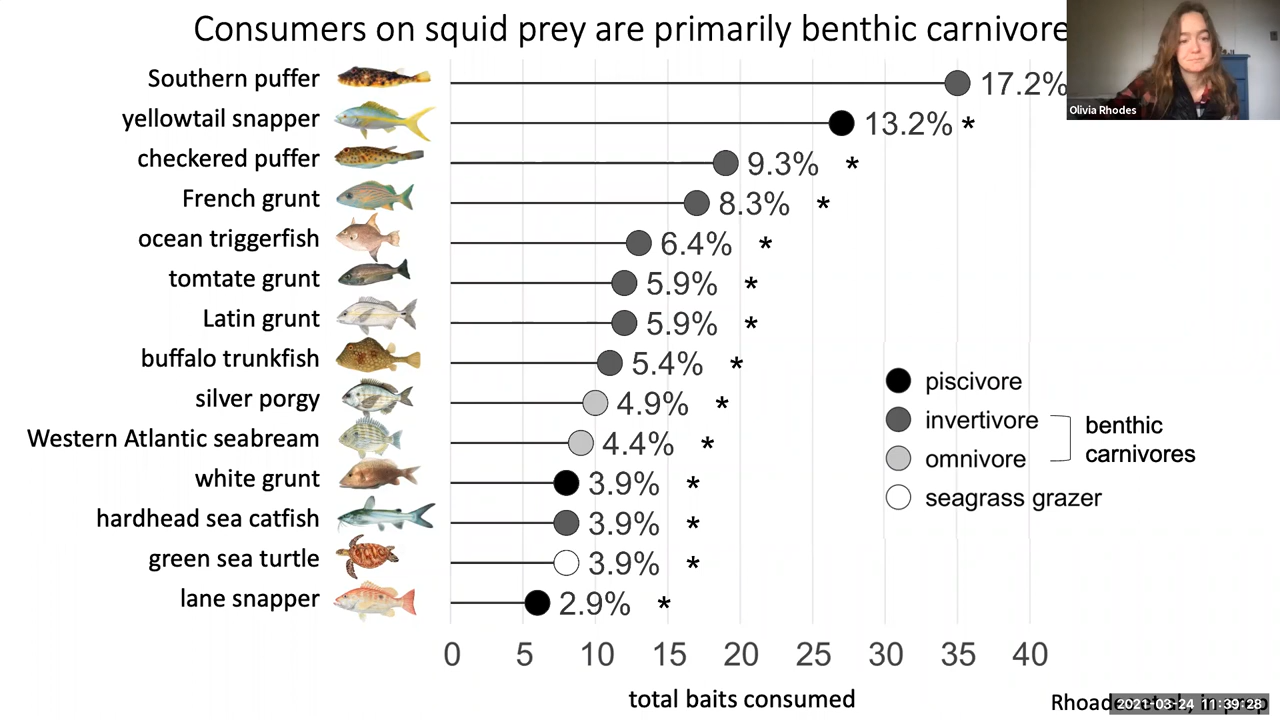 Consumers on squid prey are primarily benthic carnivore
Olivia Rhodes
Southern puffer 17.2%
yellowtail snapper 13.2% *
checkered puffer 9.3% *
French grunt 8.3% *
ocean triggerfish 6.4% *
tomtate grunt 5.9% *
Latin grunt 5.9% *
buffalo trunkfish 5.4% *
silver porgy 4.9% *
Western Atlantic seabream 4.4% *
white grunt 3.9% *
hardhead sea catfish 3.9% *
green sea turtle 3.9% *
lane snapper 2.9% *
piscivore
invertivore
omnivore
seagrass grazer
benthic
carnivores
0 5 10 15 20 25 30 35 40
total baits consumed
in prep
2021-03-24 11:39:28